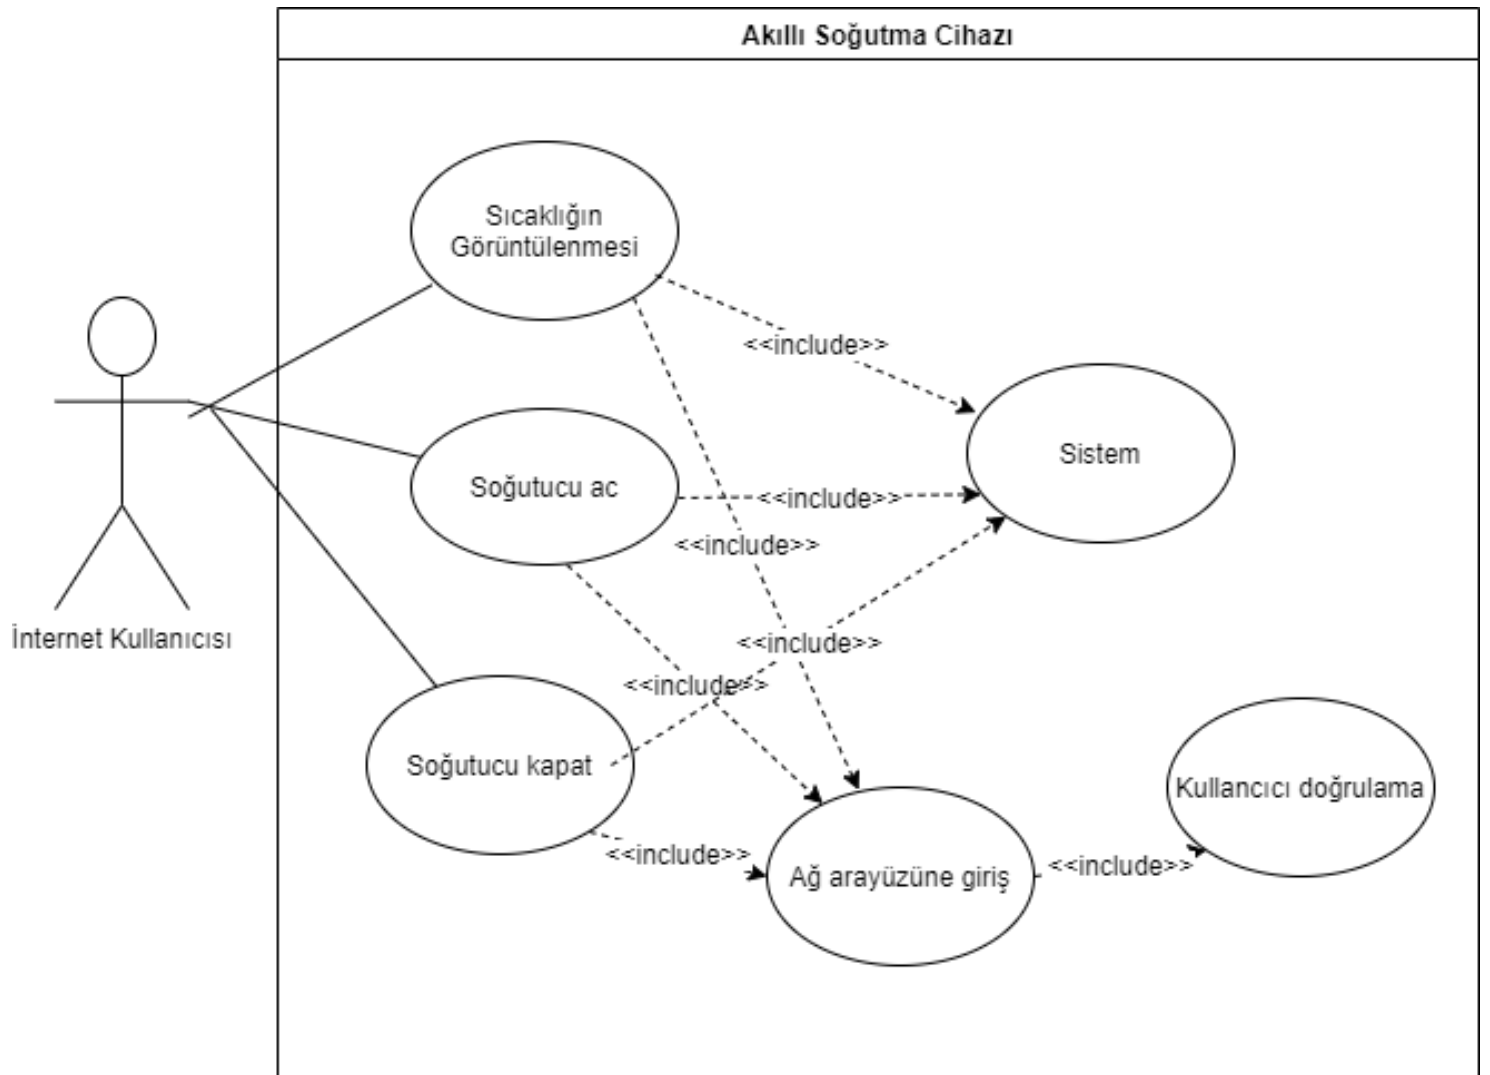 Akıllı Soğutma Cihazı
Sıcaklığın
Görüntülenmesi
<<include>>
Sistem
Soğutucu ac
<<include>>
<<include>>
İnternet Kullanıcısı
<<include>>
<<include>>
Soğutucu kapat
Kullancıcı doğrulama
<<include>>
Ağ arayüzüne giriş
<<include>>